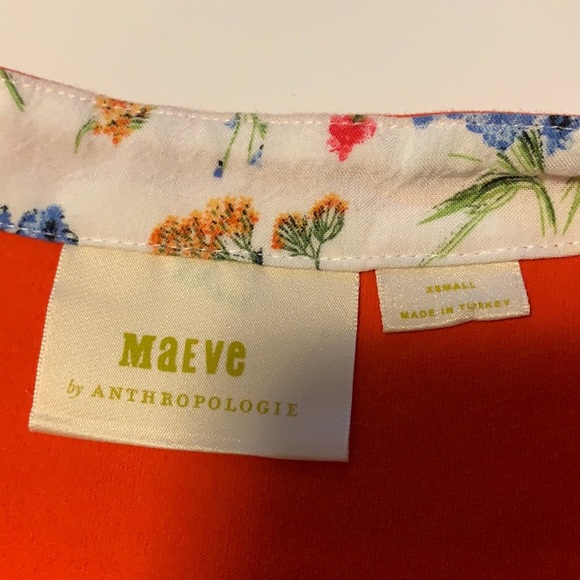 MaEVe
by ANTHROPOLOGIE
XSMALL
MADE IN TURKEY